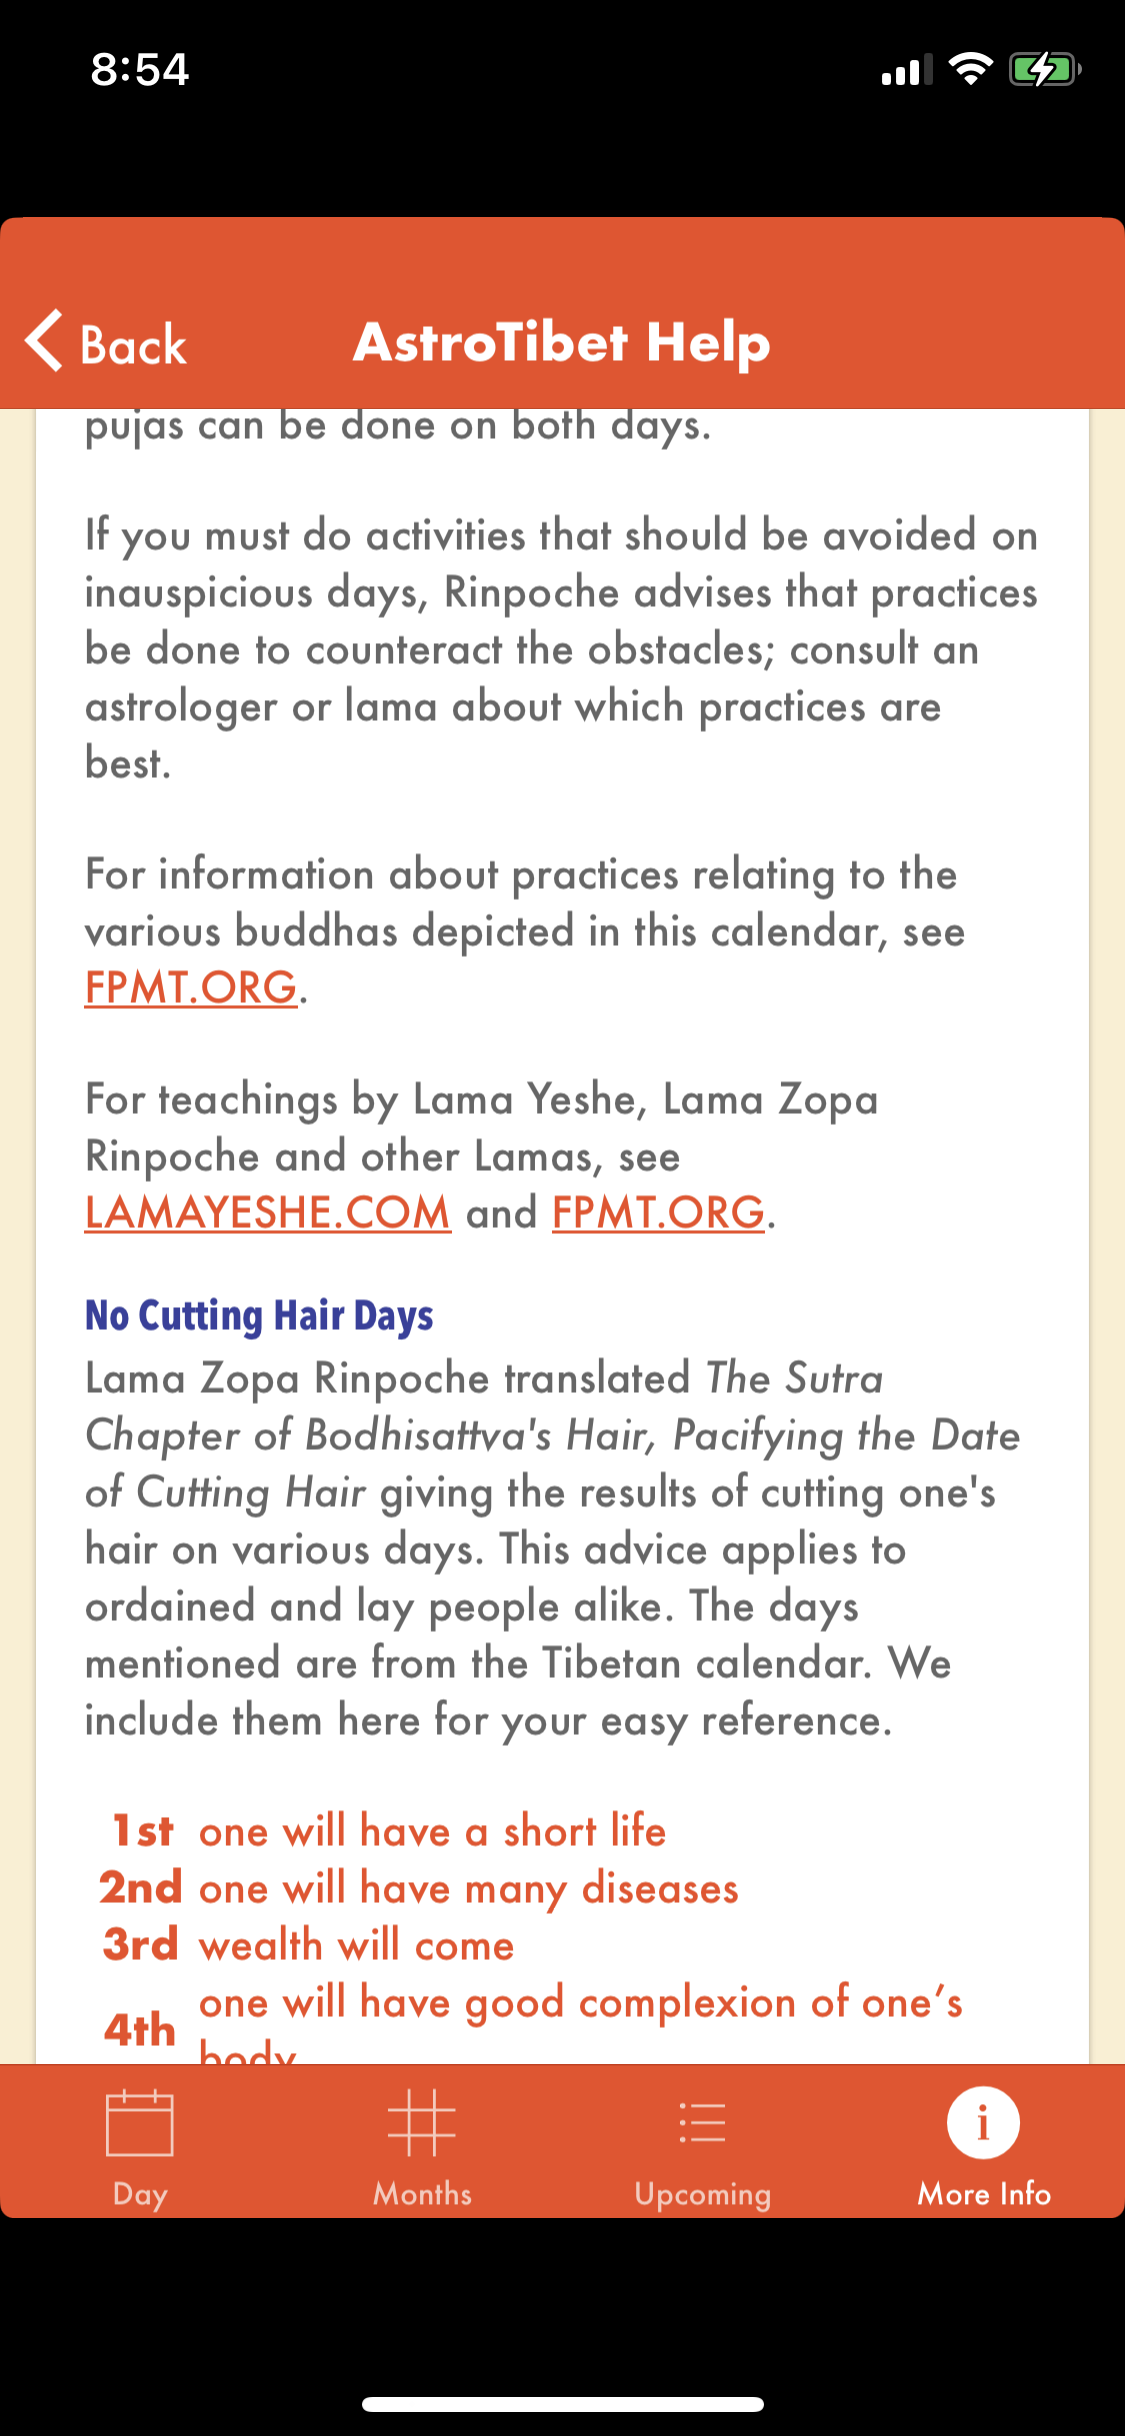 8:54
Back
AstroTibet Help
pujas can be done on both days.
If you must do activities that should be avoided on
inauspicious days, Rinpoche advises that practices
be done to counteract the obstacles; consult an
astrologer or lama about which practices are
best.
For information about practices relating to the
various buddhas depicted in this calendar, see
FPMT.ORG.
For teachings by Lama Yeshe, Lama Zopa
Rinpoche and other Lamas, see
LAMAYESHE.COM and FPMT.ORG.
No Cutting Hair Days
Lama Zopa Rinpoche translated The Sutra
Chapter of Bodhisattva's Hair, Pacifying the Date
of Cutting Hair giving the results of cutting one's
hair on various days. This advice applies to
ordained and lay people alike. The days
mentioned are from the Tibetan calendar. We
include them here for your easy reference.
1st one will have a short life
2nd one will have many diseases
3rd wealth will come
4th one will have good complexion of one’s
body
Day
Months
Upcoming
More Info